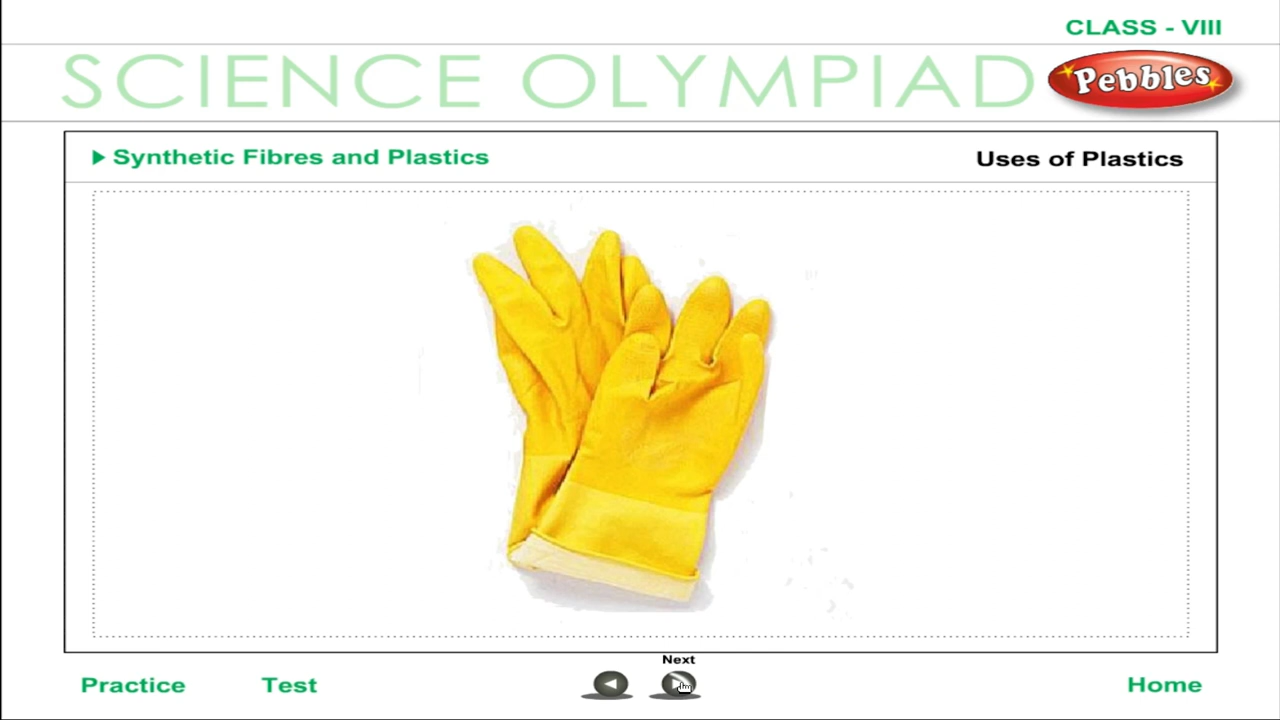 CLASS - VIII
SCIENCE OLYMPIAD
Pebbles
Synthetic Fibres and Plastics
Uses of Plastics
Next
Practice
Test
Home